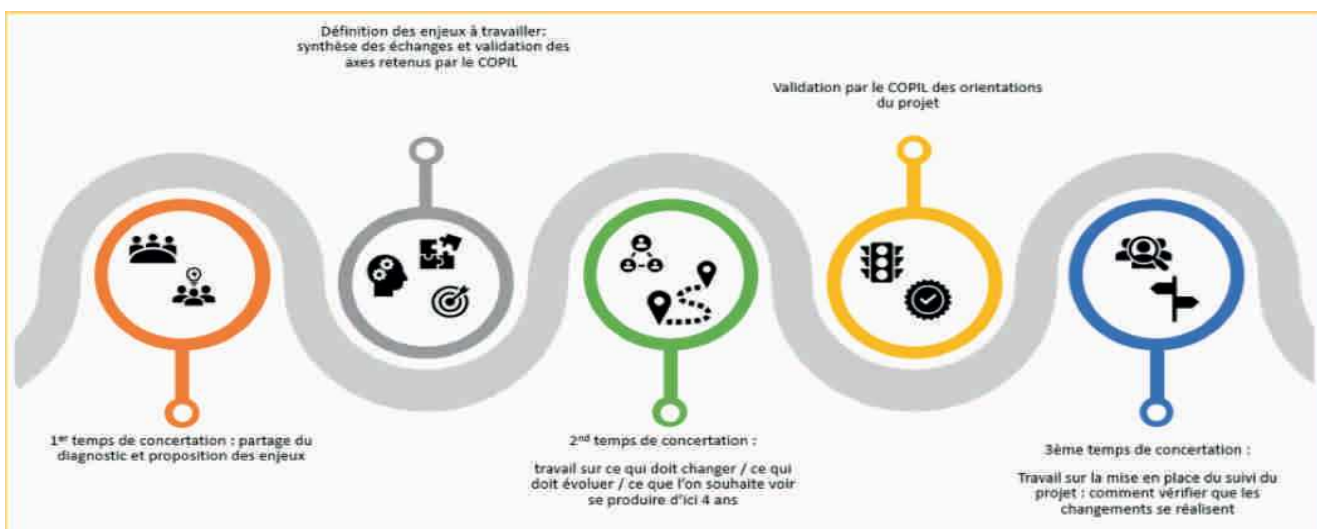 Définition des enjeux à travailler:
synthèse des échanges et validation des
axes retenus par le COPIL
Validation par le COPIL des orientations
du projet
1er temps de concertation : partage du
diagnostic et proposition des enjeux
2nd temps de concertation :
travail sur ce qui doit changer / ce qui
doit évoluer / ce que l'on souhaite voir
se produire d'ici 4 ans
3ème temps de concertation :
Travail sur la mise en place du suivi du
projet : comment vérifier que les
changements se réalisent